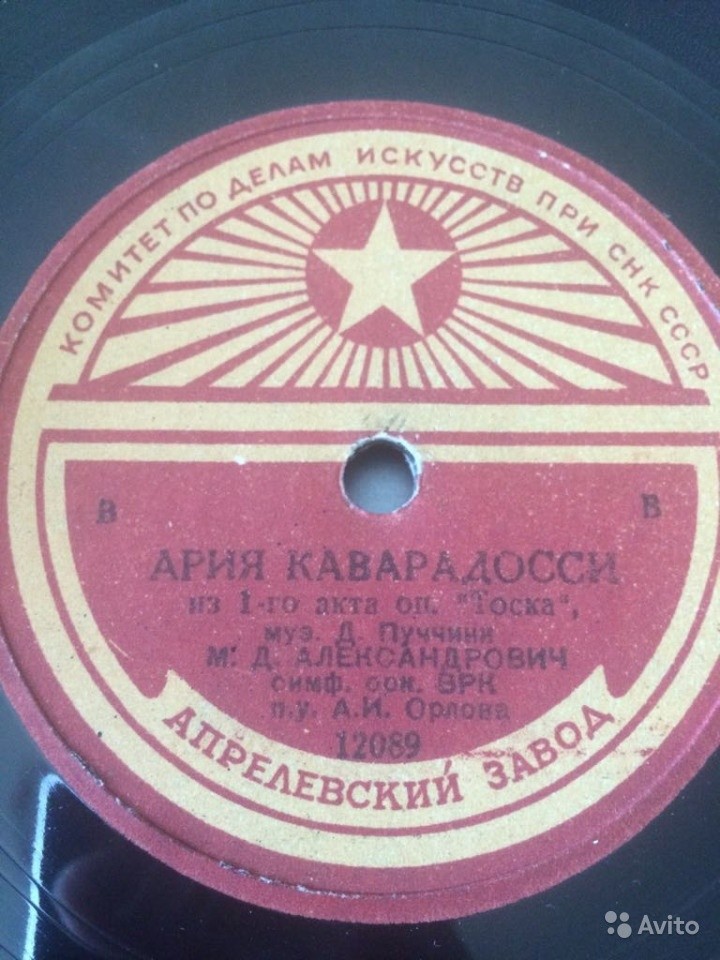 КОМИТЕТ ПО ДЕЛАМ ИСКУССТВ ПРИ СНК СССР
В В
АРИЯ КАВАРАДОССИ
из 1-го акта оп. "Тоска",
муз. Д. Пуччини
М. Д. АЛЕКСАНДРОВИЧ
симф. орк. ВРК
п.у. А.И. Орлова
12089
АПРЕЛЕВСКИЙ ЗАВОД
Avito